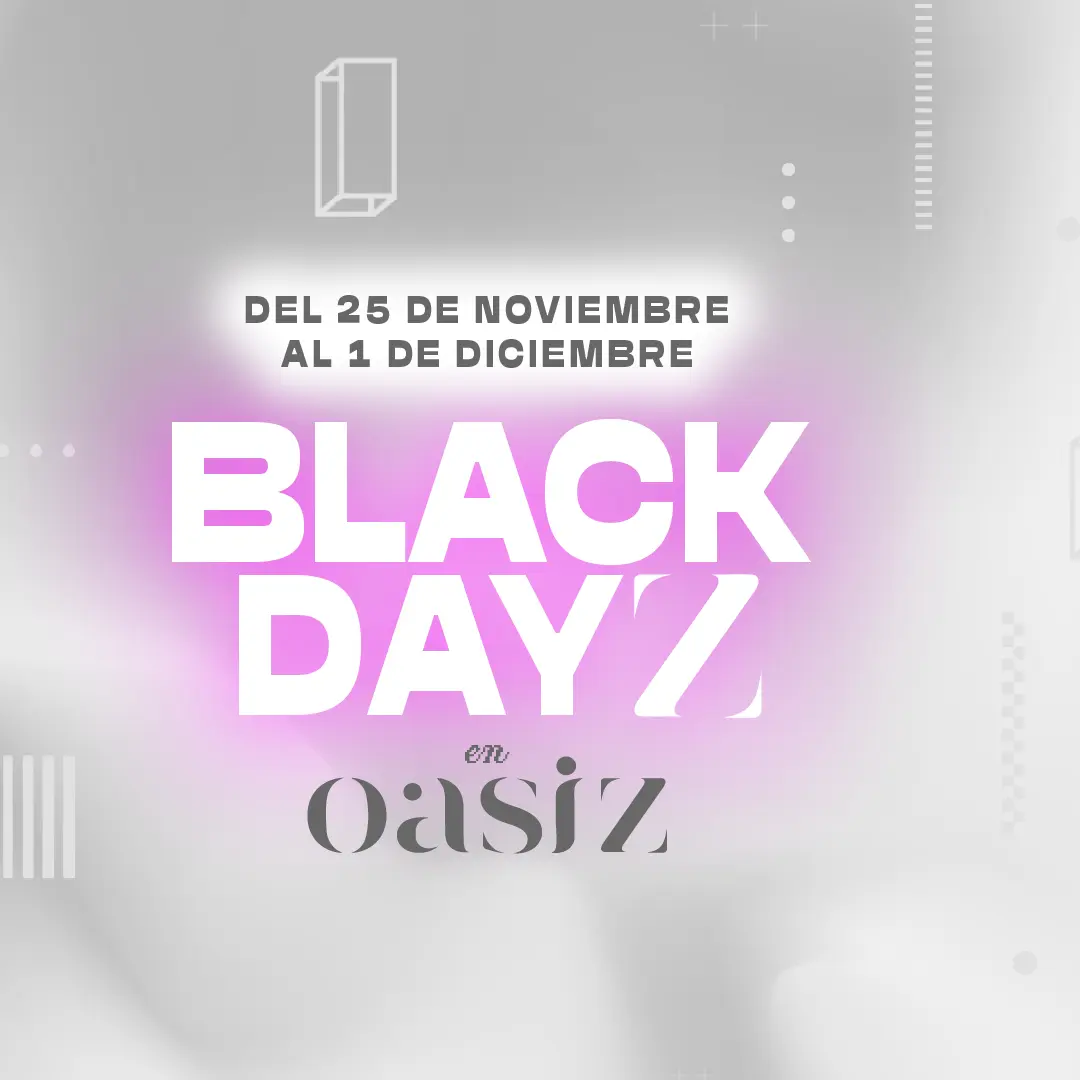 DEL 25 DE NOVIEMBRE
AL 1 DE DICIEMBRE
BLACK
DAYZ
en
oasiz